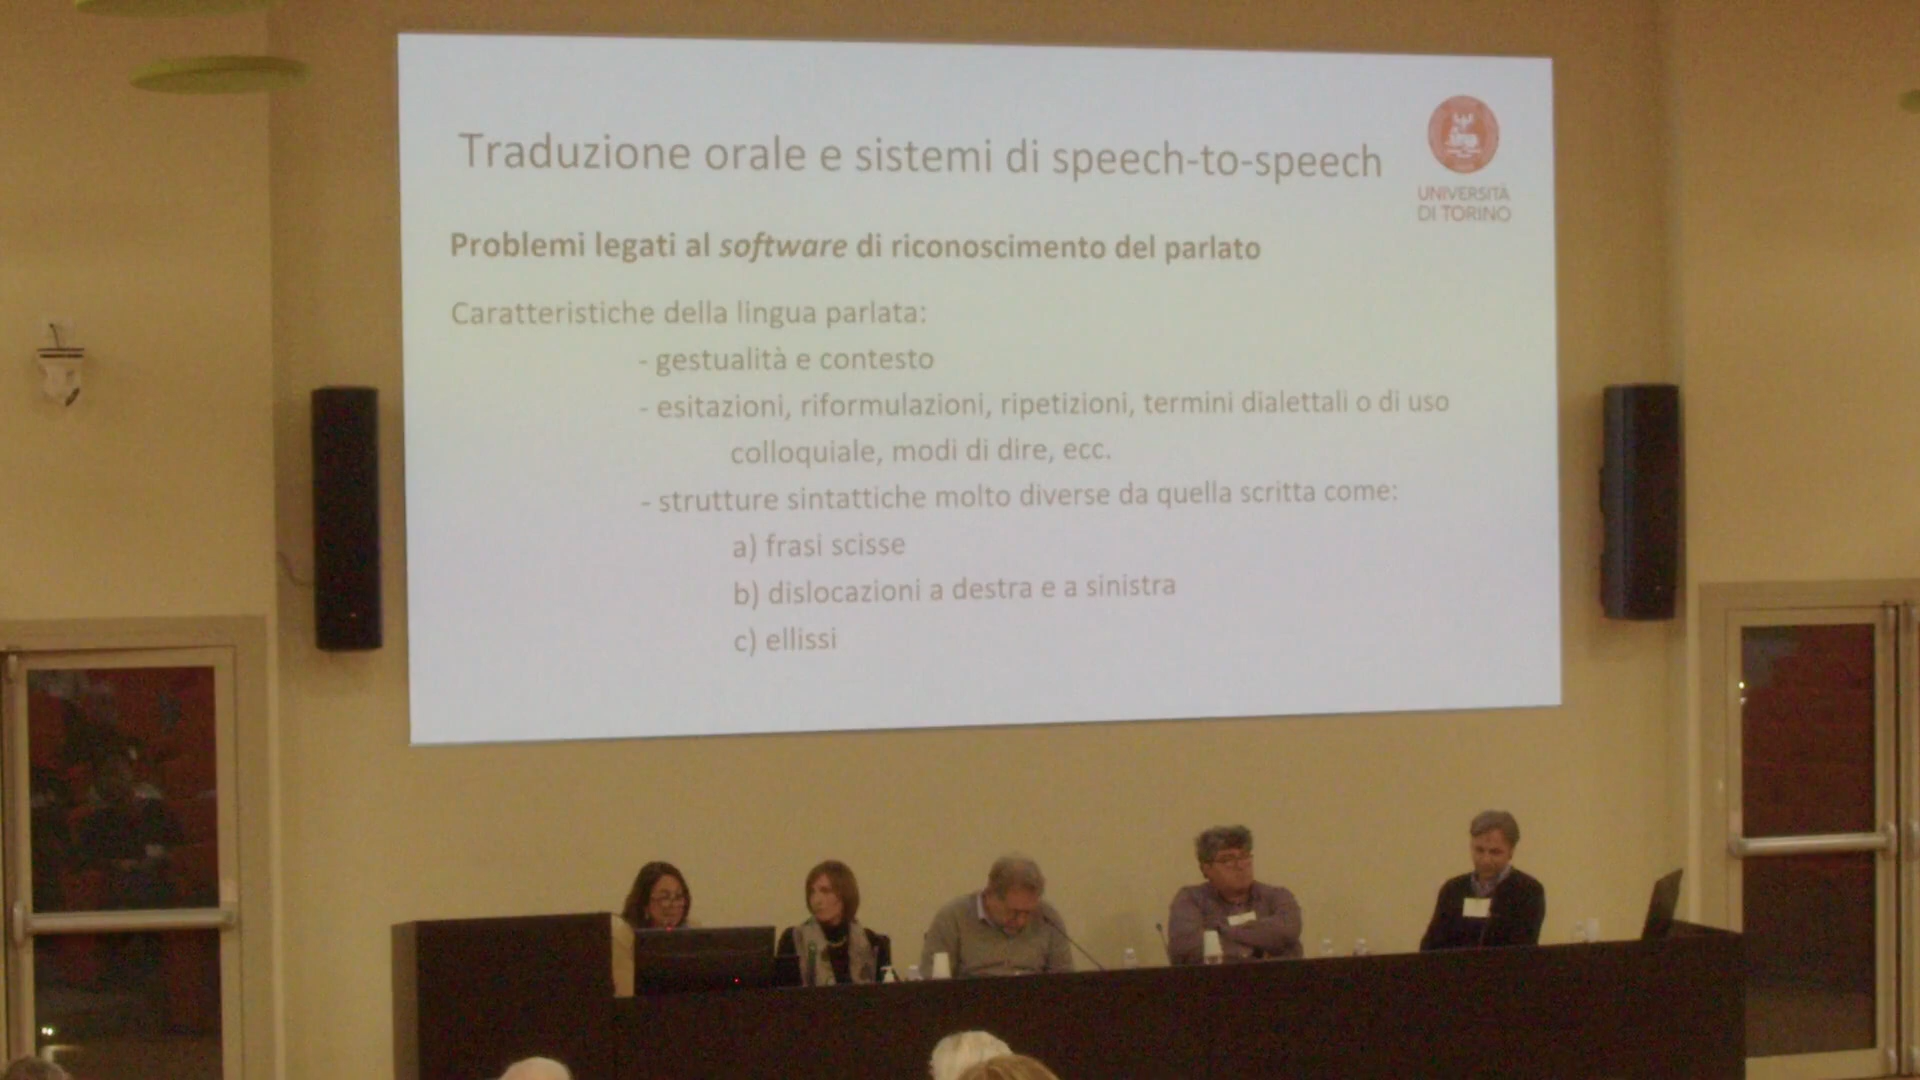 Traduzione orale e sistemi di speech-to-speech
UNIVERSITÀ
DI TORINO
Problemi legati al software di riconoscimento del parlato
Caratteristiche della lingua parlata:
- gestualità e contesto
- esitazioni, riformulazioni, ripetizioni, termini dialettali o di uso
colloquiale, modi di dire, ecc.
- strutture sintattiche molto diverse da quella scritta come:
a) frasi scisse
b) dislocazioni a destra e a sinistra
c) ellissi